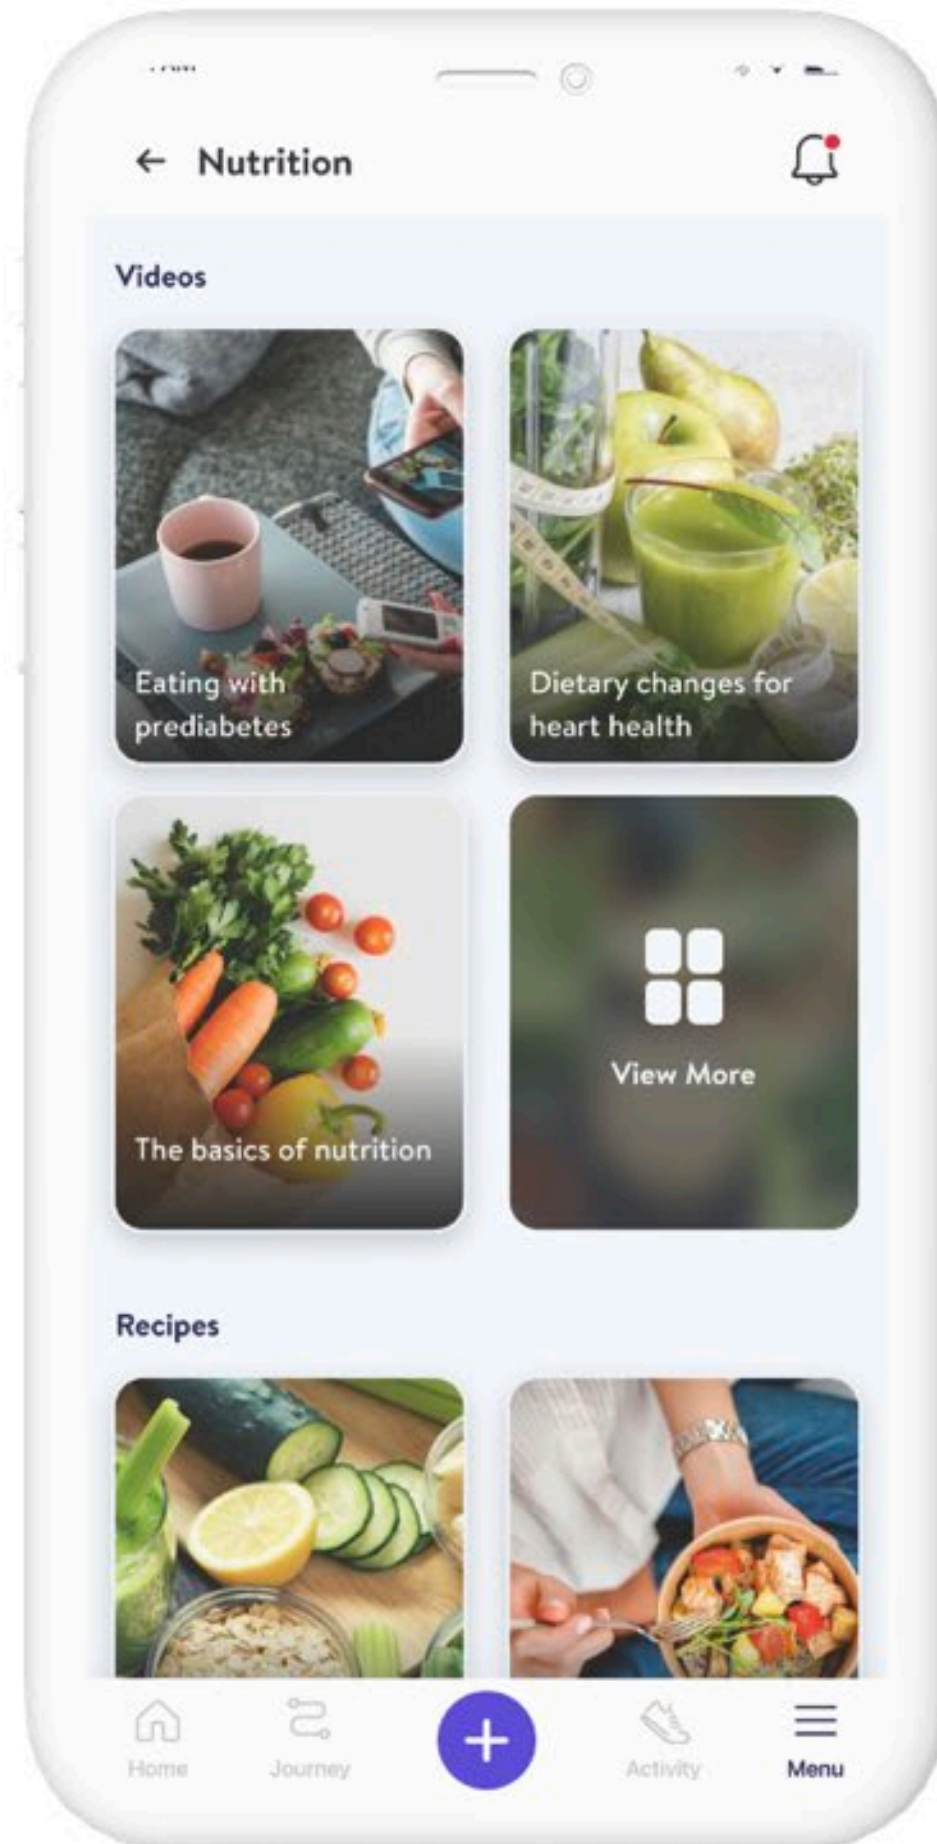 Nutrition
Videos
Eating with
prediabetes
Dietary changes for
heart health
The basics of nutrition
View More
Recipes
Home
Journey
Activity
Menu